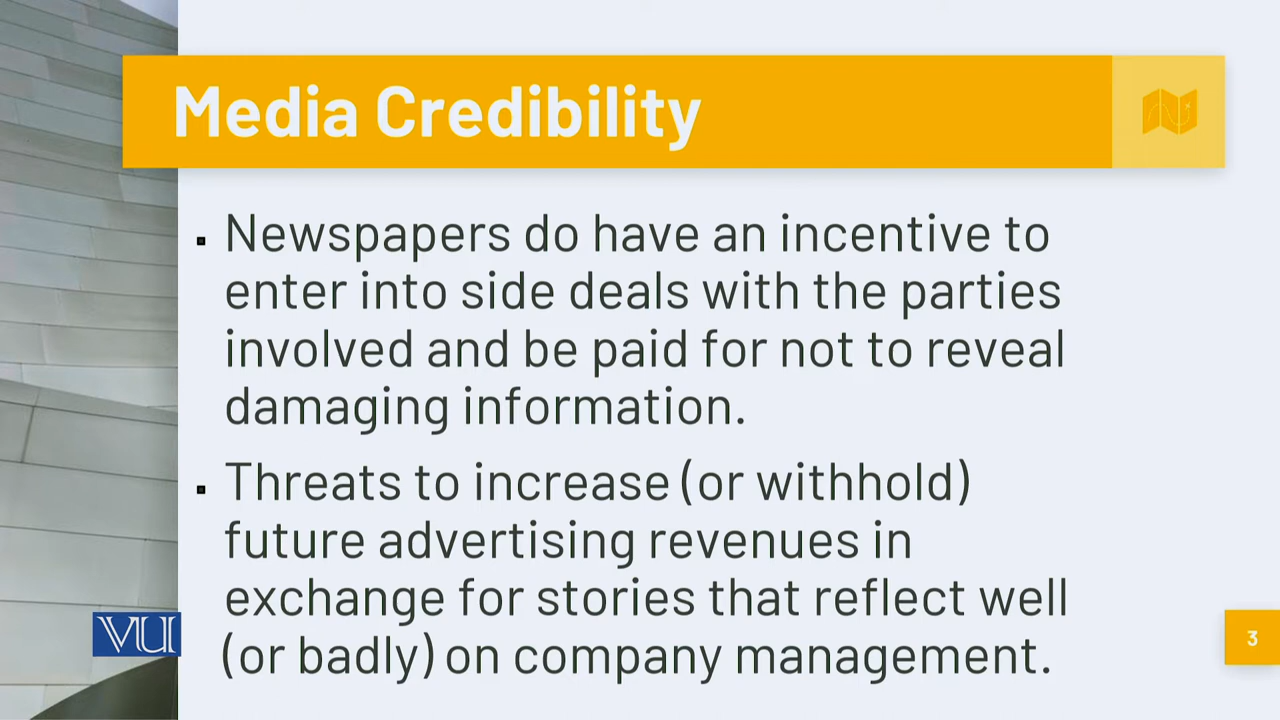 Media Credibility
▪ Newspapers do have an incentive to
enter into side deals with the parties
involved and be paid for not to reveal
damaging information.
▪ Threats to increase (or withhold)
future advertising revenues in
exchange for stories that reflect well
(or badly) on company management.
VU
3